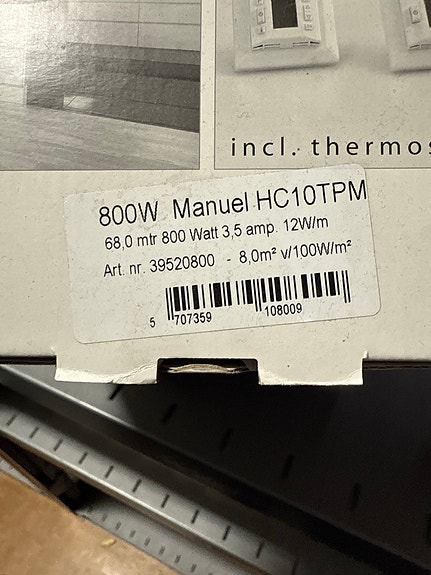 incl. thermos
800W Manuel HC10TPM
68,0 mtr 800 Watt 3,5 amp. 12W/m
Art. nr. 39520800 - 8,0m² v/100W/m²
5 707359 108009